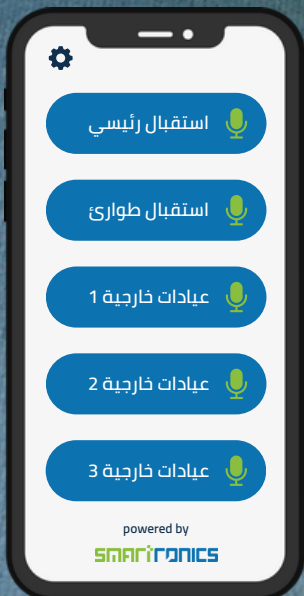 استقبال رئيسي
استقبال طوارئ
عيادات خارجية 1
عيادات خارجية 2
عيادات خارجية 3
powered by
smartronics